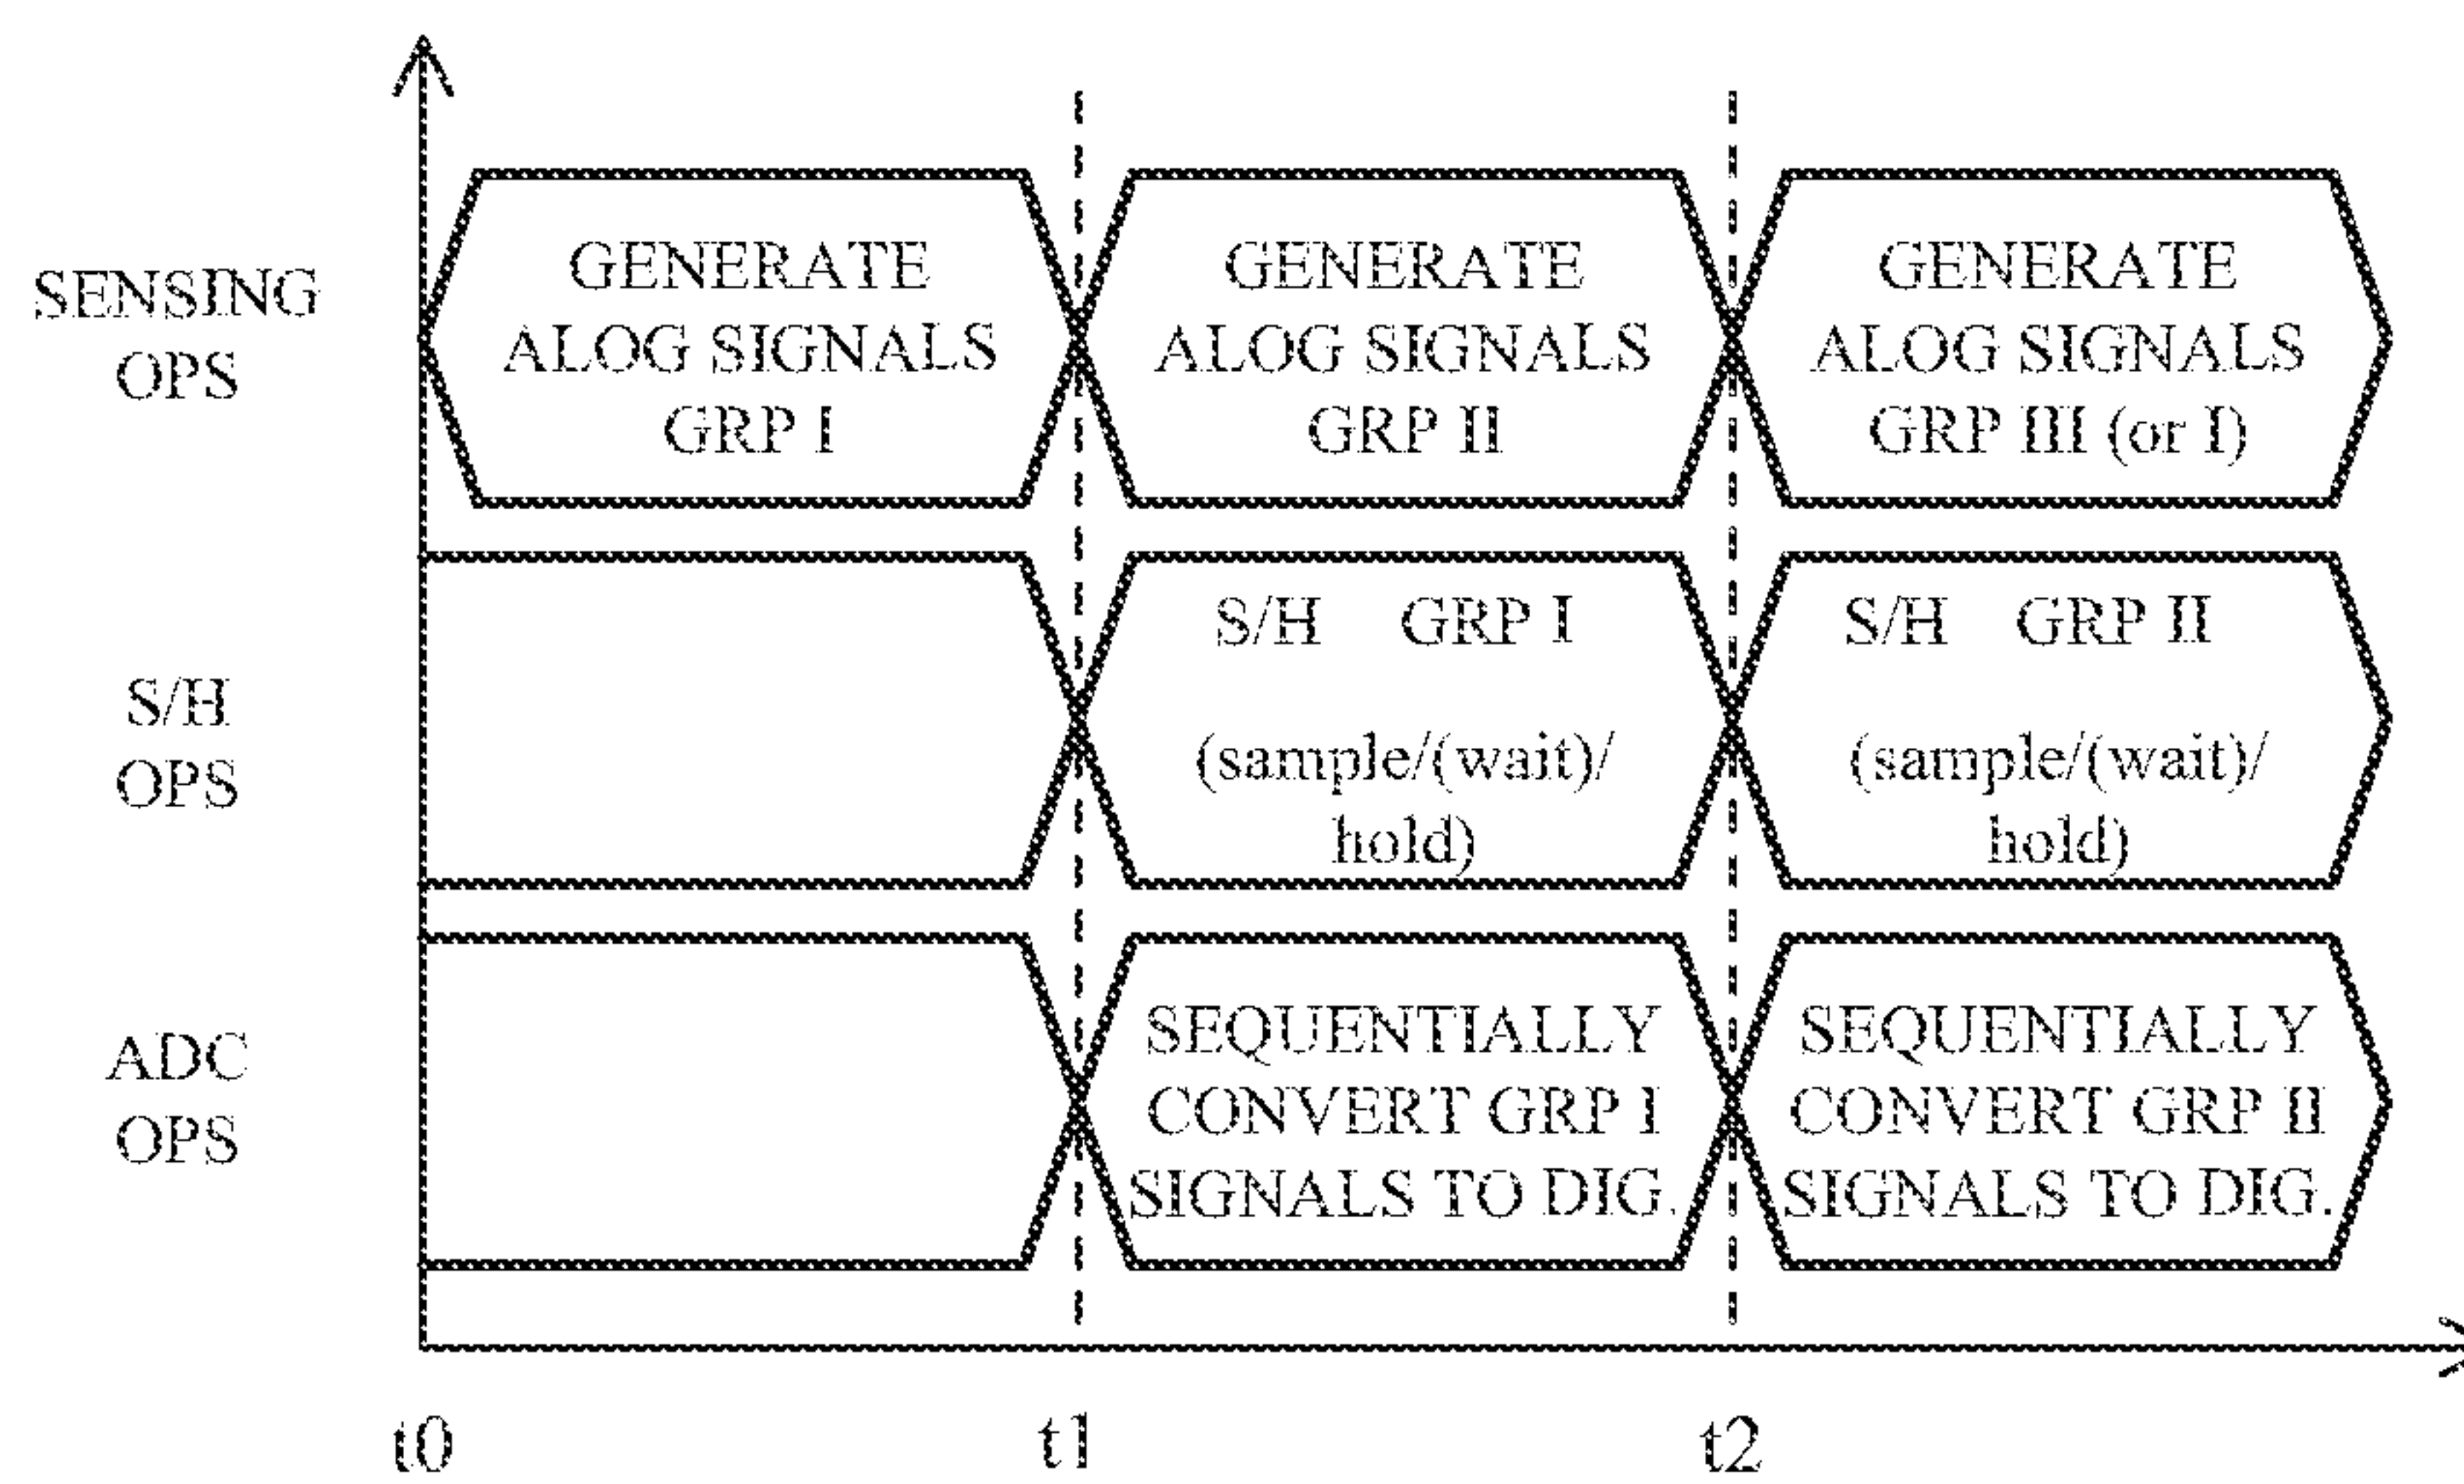 SENSING
OPS
GENERATE
ALOG SIGNALS
GRP I
GENERATE
ALOG SIGNALS
GRP II
GENERATE
ALOG SIGNALS
GRP III (or I)
S/H
OPS
S/H GRP I
(sample/(wait)/
hold)
S/H GRP II
(sample/(wait)/
hold)
ADC
OPS
SEQUENTIALLY
CONVERT GRP I
SIGNALS TO DIG.
SEQUENTIALLY
CONVERT GRP II
SIGNALS TO DIG.
t0
t1
t2